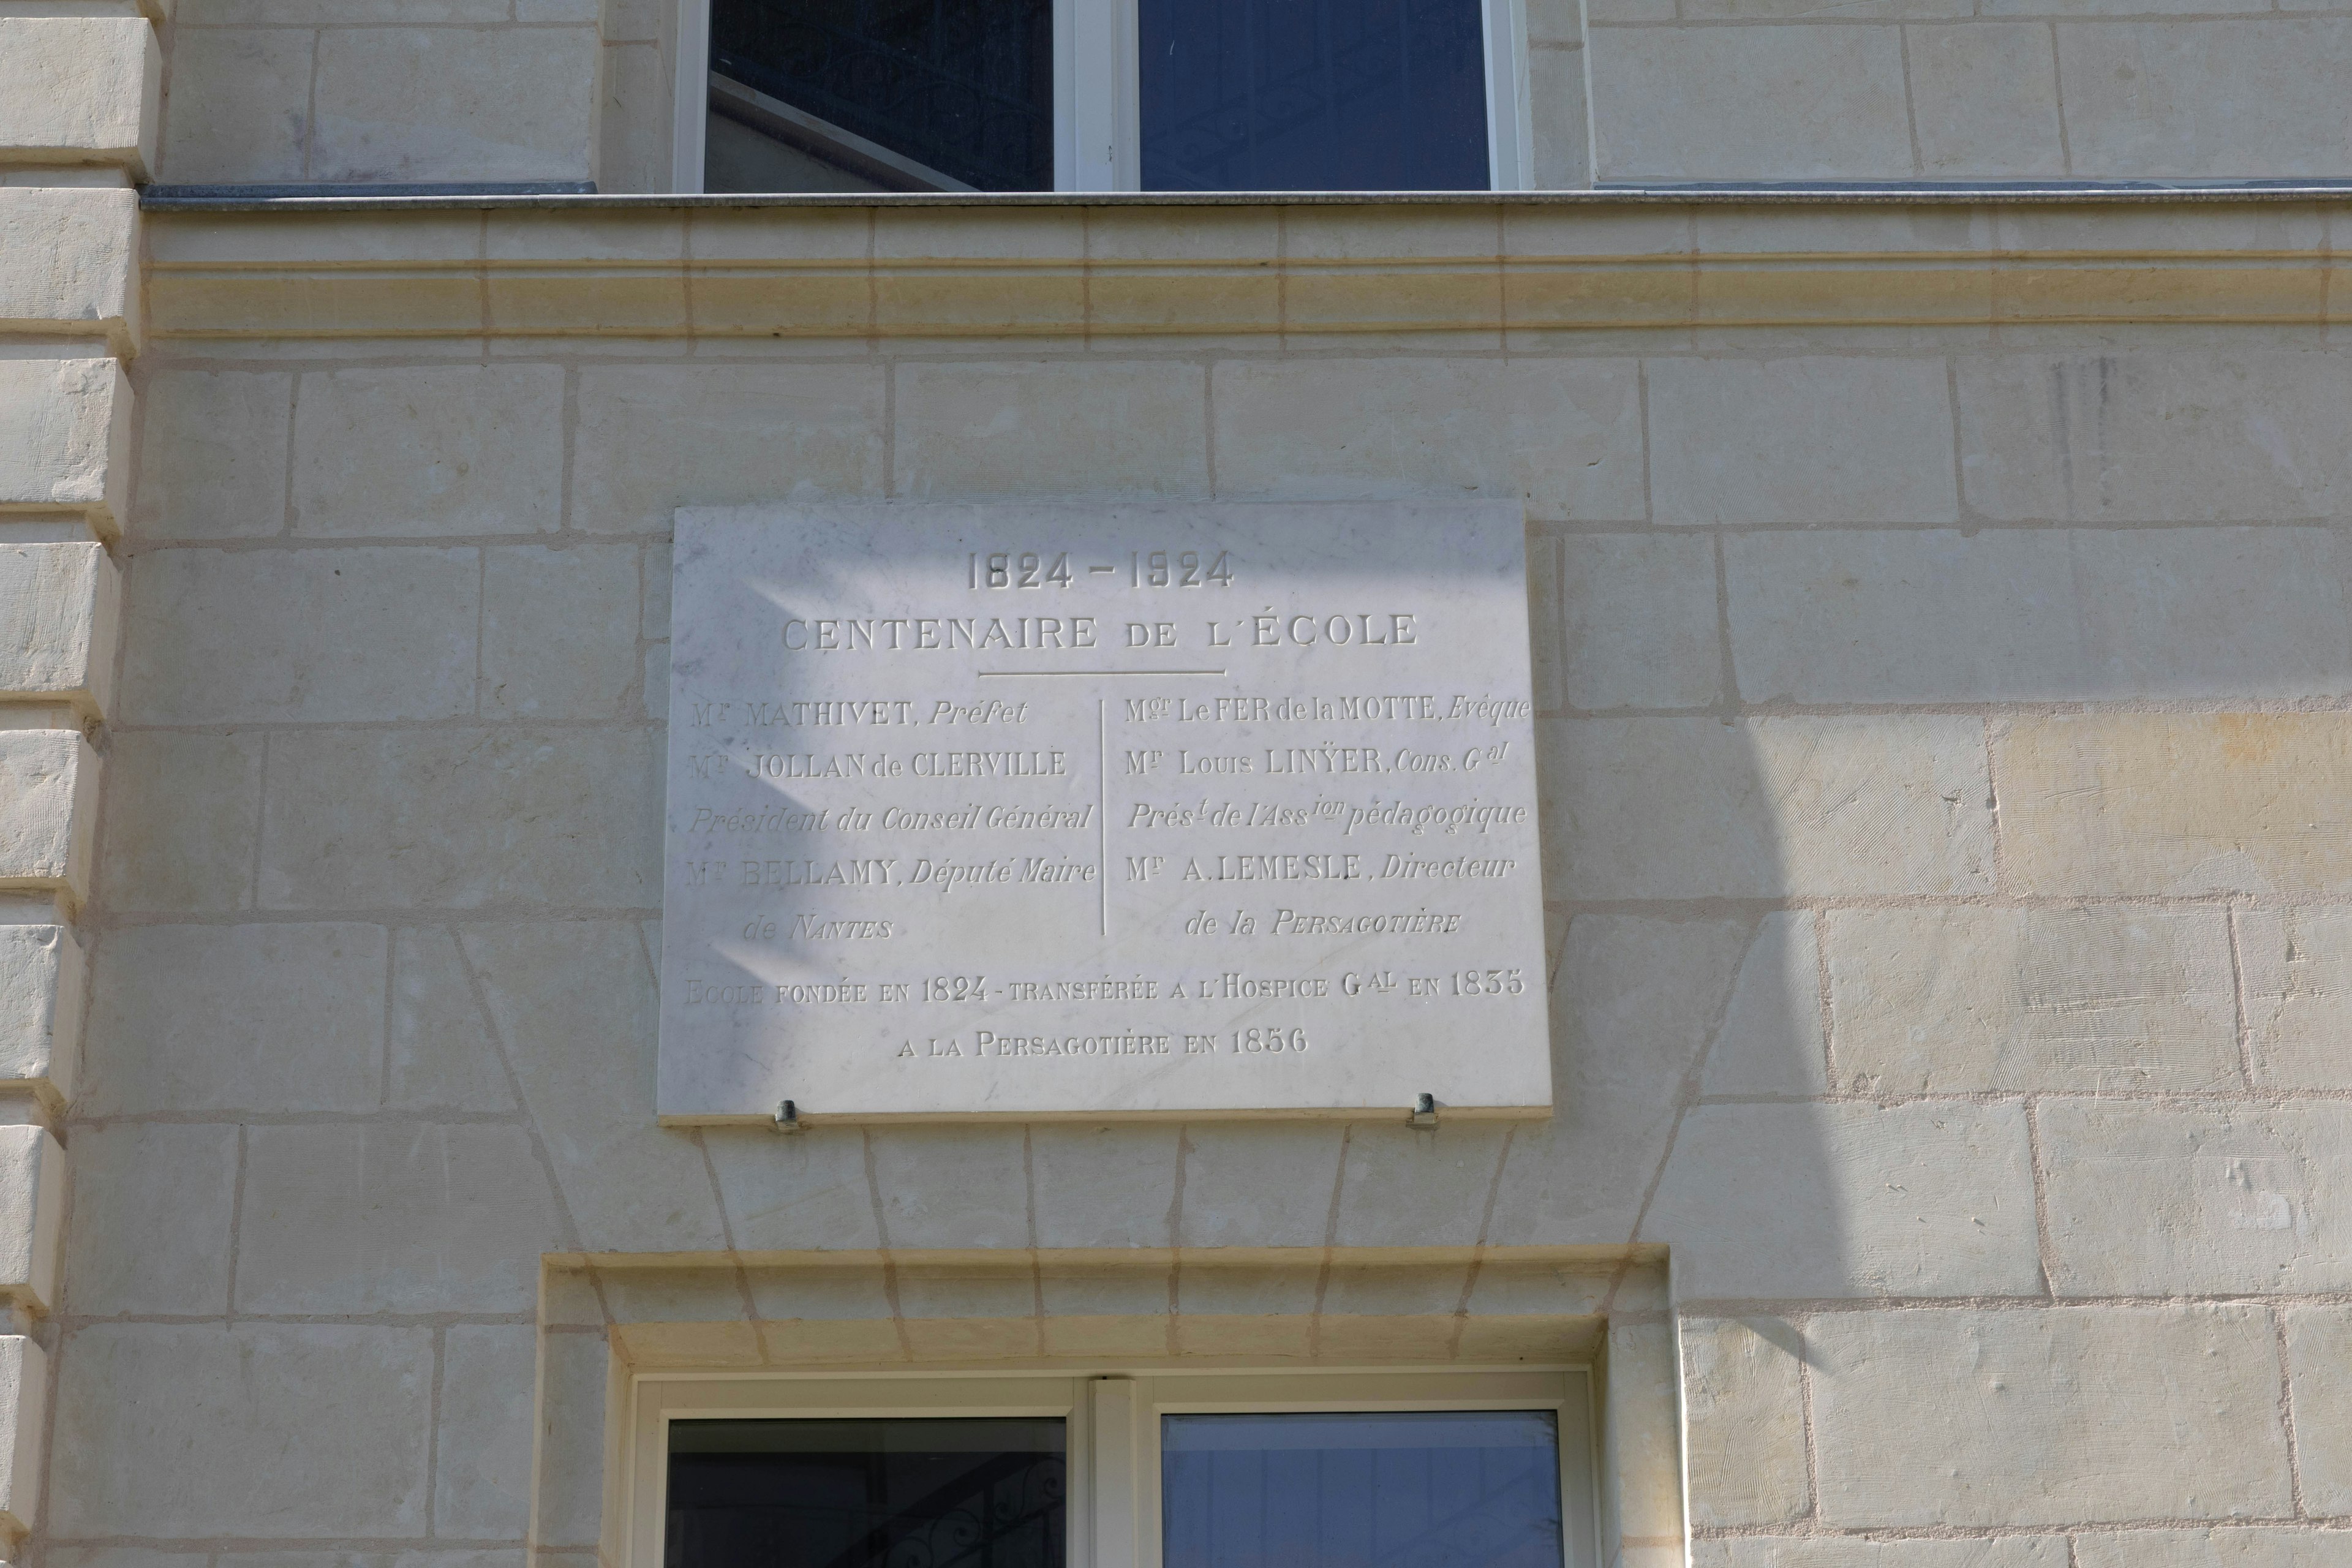 1824 – 1924
CENTENAIRE DE L'ÉCOLE
Mr MATHIVET, Préfet
Mr JOLLAN de CLERVILLE
Président du Conseil Général
Mr BELLAMY, Député Maire
de NANTES
Mgr Le FER de la MOTTE, Evêque
Mr Louis LINŸER, Cons. Gal
Prést de l'Assion pédagogique
Mr A. LEMESLE, Directeur
de la PERSAGOTIÈRE
ECOLE FONDÉE EN 1824 - TRANSFÉRÉE A L'HOSPICE GAL EN 1835
A LA PERSAGOTIÈRE EN 1856